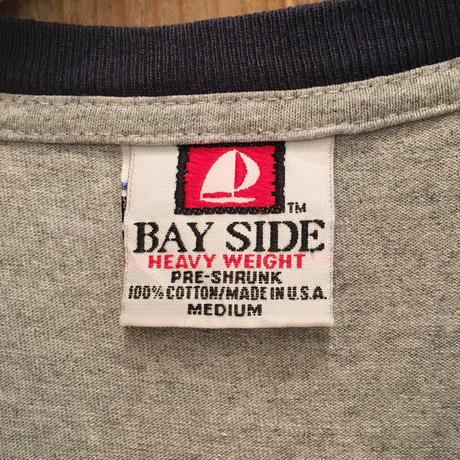 TM
BAY SIDE
HEAVY WEIGHT
PRE-SHRUNK
100% COTTON/MADE IN U.S.A.
MEDIUM